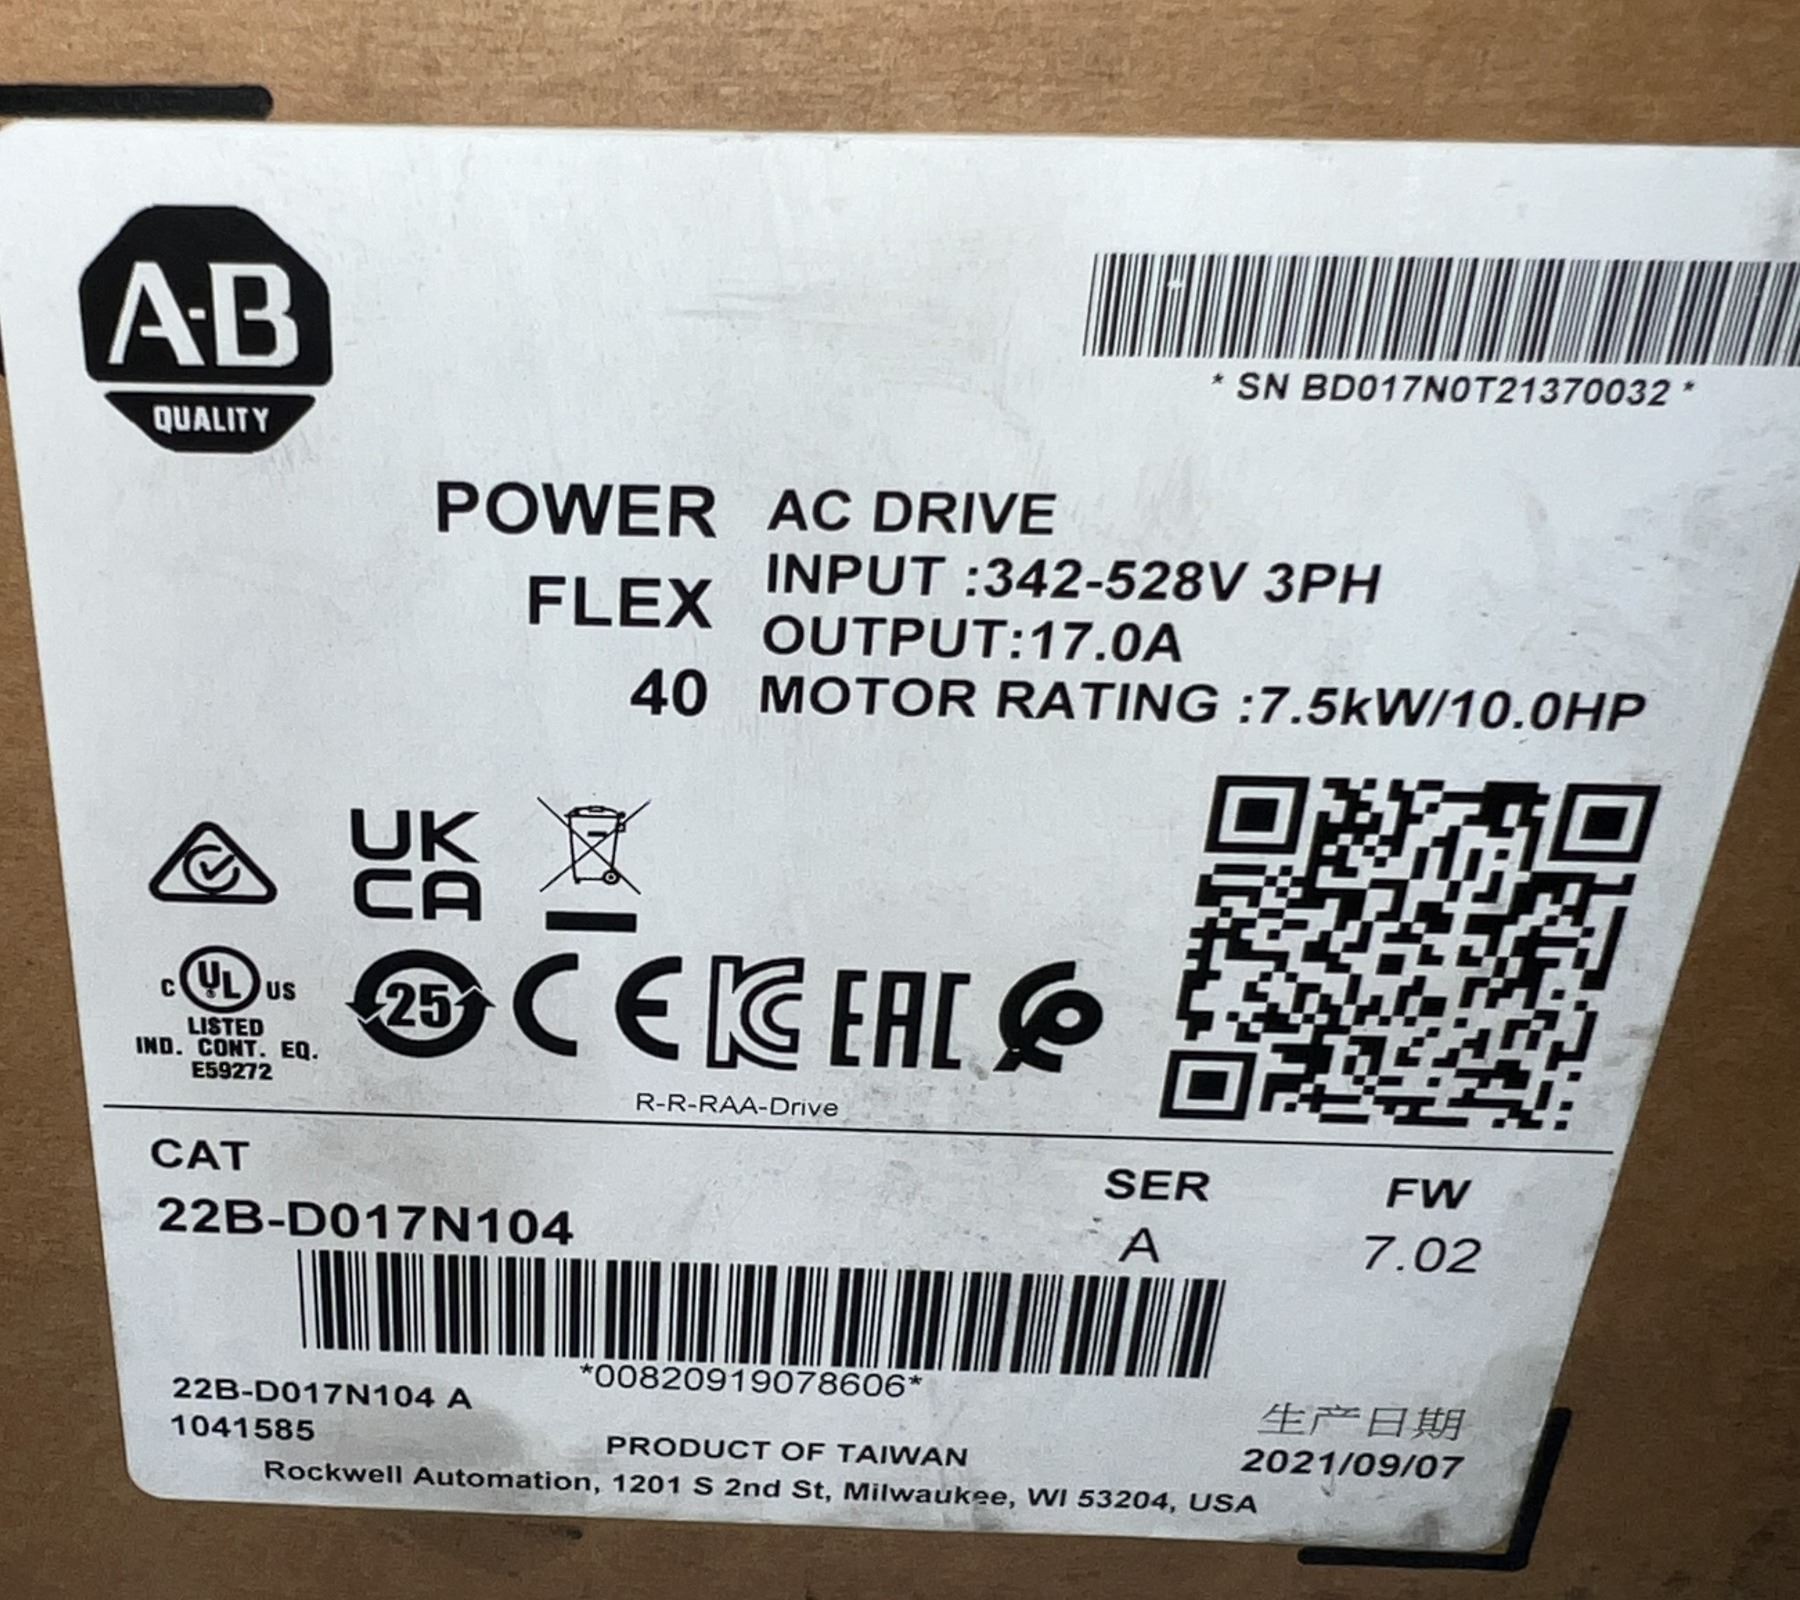 A-B
QUALITY
* SN BD017N0T21370032 *
POWER
FLEX
40
AC DRIVE
INPUT :342-528V 3PH
OUTPUT:17.0A
MOTOR RATING :7.5kW/10.0HP
UK
CA
C UL US
LISTED
IND. CONT. EQ.
E59272
25
CE
KC
EAC
R-R-RAA-Drive
CAT
22B-D017N104
SER
A
FW
7.02
*00820919078606*
22B-D017N104 A
1041585
生产日期
2021/09/07
PRODUCT OF TAIWAN
Rockwell Automation, 1201 S 2nd St, Milwaukee, WI 53204, USA